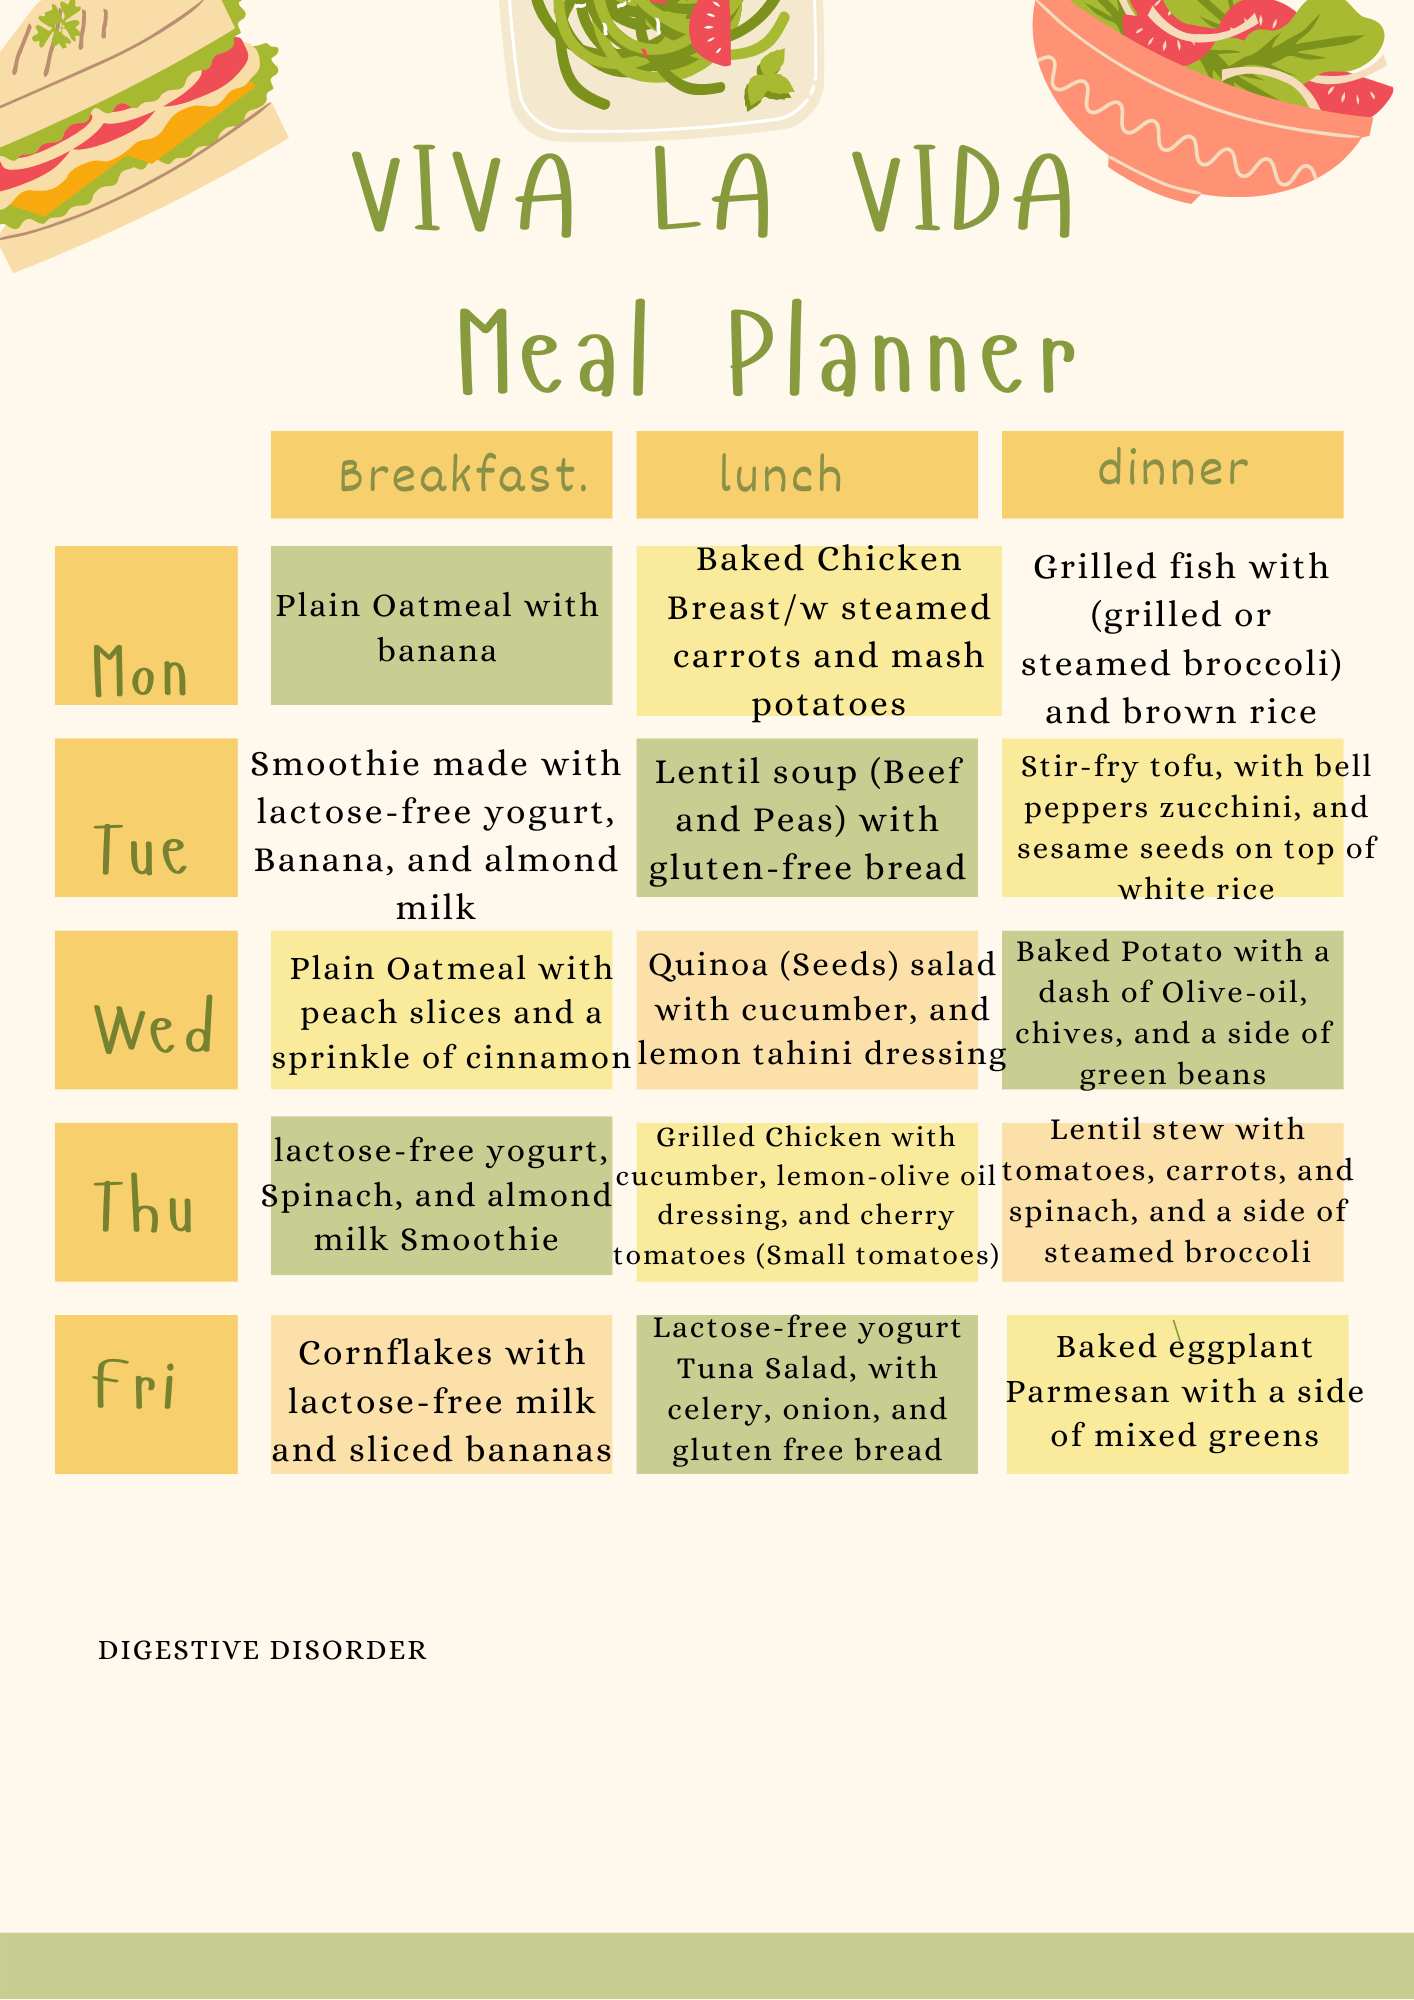 VIVA LA VIDA
Meal Planner
Breakfast.
lunch
dinner
Mon
Plain Oatmeal with
banana
Baked Chicken
Breast/w steamed
carrots and mash
potatoes
Grilled fish with
(grilled or
steamed broccoli)
and brown rice
Tue
Smoothie made with
lactose-free yogurt,
Banana, and almond
milk
Lentil soup (Beef
and Peas) with
gluten-free bread
Stir-fry tofu, with bell
peppers zucchini, and
sesame seeds on top of
white rice
Wed
Plain Oatmeal with
peach slices and a
sprinkle of cinnamon
Quinoa (Seeds) salad
with cucumber, and
lemon tahini dressing
Baked Potato with a
dash of Olive-oil,
chives, and a side of
green beans
Thu
lactose-free yogurt,
Spinach, and almond
milk Smoothie
Grilled Chicken with
cucumber, lemon-olive oil
dressing, and cherry
tomatoes (Small tomatoes)
Lentil stew with
tomatoes, carrots, and
spinach, and a side of
steamed broccoli
Fri
Cornflakes with
lactose-free milk
and sliced bananas
Lactose-free yogurt
Tuna Salad, with
celery, onion, and
gluten free bread
Baked eggplant
Parmesan with a side
of mixed greens
DIGESTIVE DISORDER